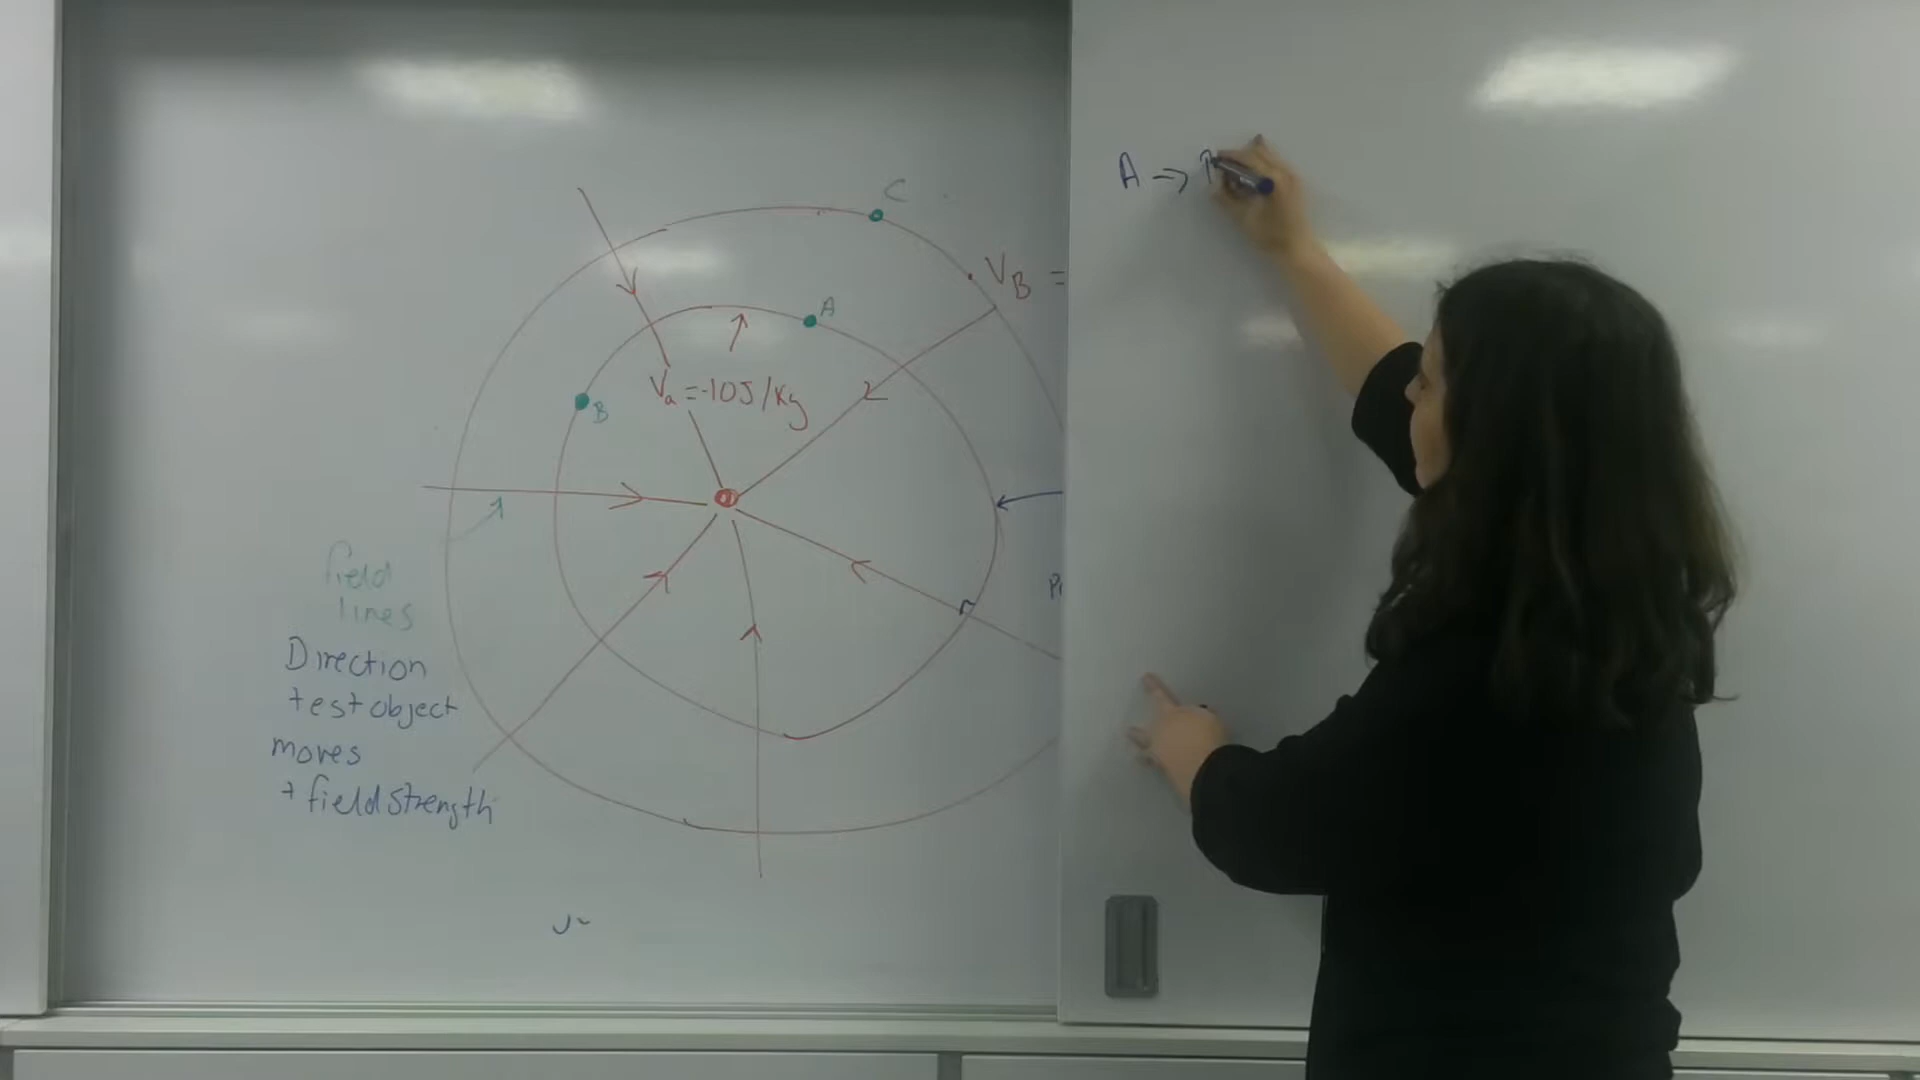 C
V_B =
A
V_a = -10J/Kg
B
field
lines
Direction
test object
moves
+ field strength
A →